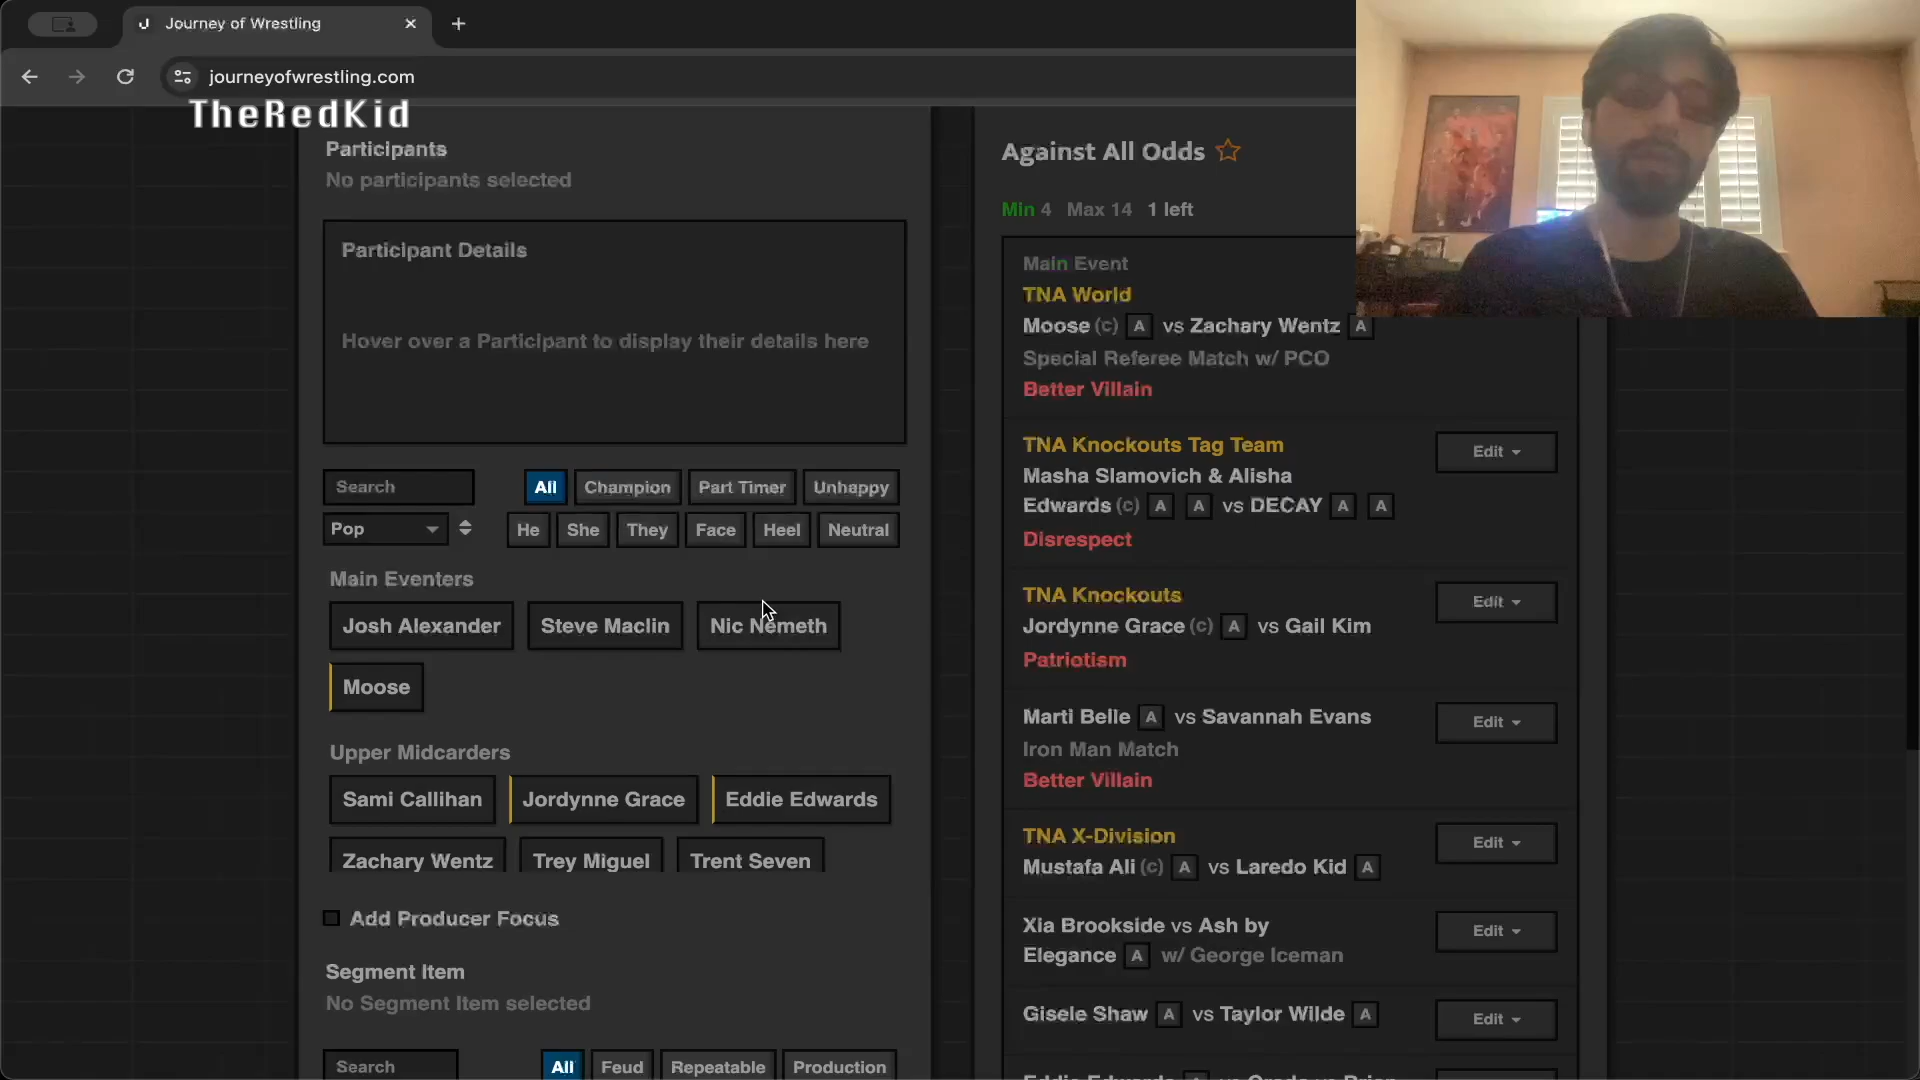 Journey of Wrestling
journeyofwrestling.com
TheRedKid
Participants
No participants selected
Participant Details
Hover over a Participant to display their details here
Search
All
Champion
Part Timer
Unhappy
Pop
He
She
They
Face
Heel
Neutral
Main Eventers
Josh Alexander
Steve Maclin
Nic Nemeth
Moose
Upper Midcarders
Sami Callihan
Jordynne Grace
Eddie Edwards
Zachary Wentz
Trey Miguel
Trent Seven
Add Producer Focus
Segment Item
No Segment Item selected
Search
All
Feud
Repeatable
Production
Against All Odds
Min 4 Max 14 1 left
Main Event
TNA World
Moose (c) A vs Zachary Wentz A
Special Referee Match w/ PCO
Better Villain
TNA Knockouts Tag Team
Edit
Masha Slamovich & Alisha
Edwards (c) A A vs DECAY A A
Disrespect
TNA Knockouts
Edit
Jordynne Grace (c) A vs Gail Kim
Patriotism
Marti Belle A vs Savannah Evans
Edit
Iron Man Match
Better Villain
TNA X-Division
Edit
Mustafa Ali (c) A vs Laredo Kid A
Xia Brookside vs Ash by
Edit
Elegance A w/ George Iceman
Gisele Shaw A vs Taylor Wilde A
Edit